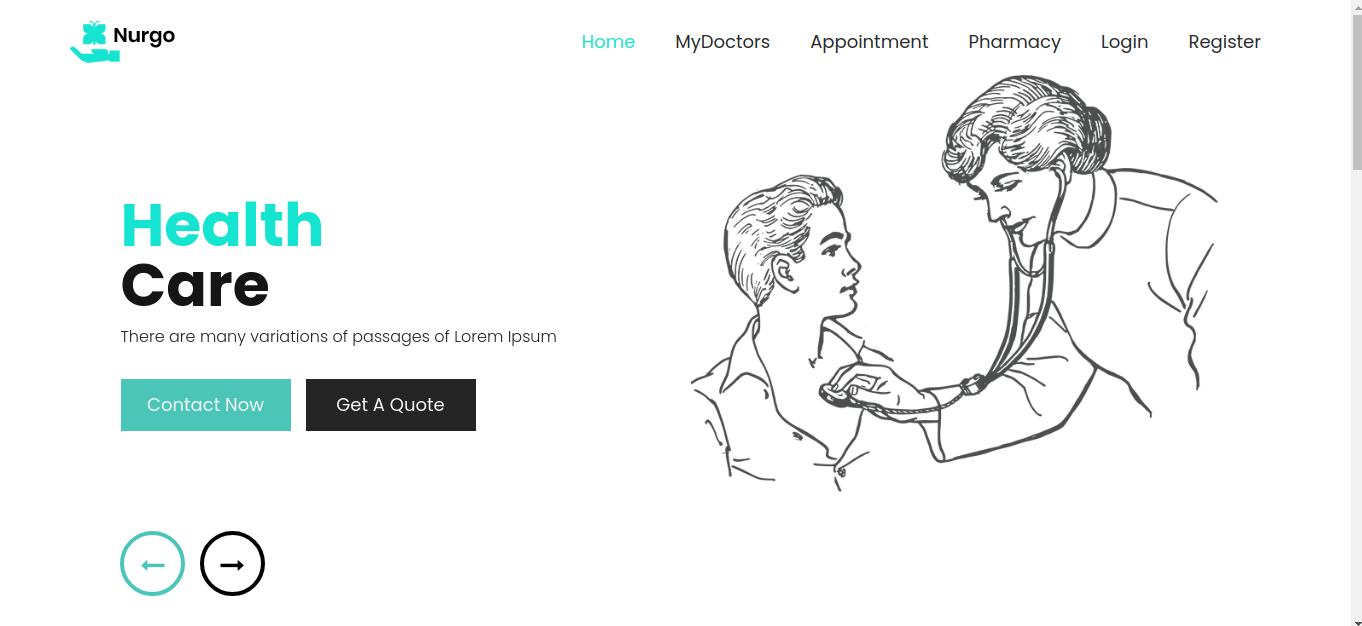 Nurgo
Home MyDoctors Appointment Pharmacy Login Register
Health
Care
There are many variations of passages of Lorem Ipsum
Contact Now Get A Quote